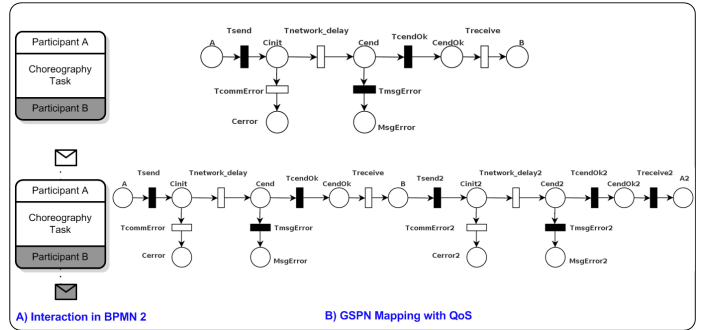 Participant A
Choreography
Task
Participant B
A Tsend Cinit Tnetwork_delay Cend TcendOk CendOk Treceive B
TcommError TmsgError
Cerror MsgError
Participant A
Choreography
Task
Participant B
A Tsend Cinit Tnetwork_delay Cend TcendOk CendOk Treceive B Tsend2 Cinit2 Tnetwork_delay2 Cend2 TcendOk2 CendOk2 Treceive2 A2
TcommError TmsgError TcommError2 TmsgError2
Cerror MsgError Cerror2 MsgError2
A) Interaction in BPMN 2 B) GSPN Mapping with QoS